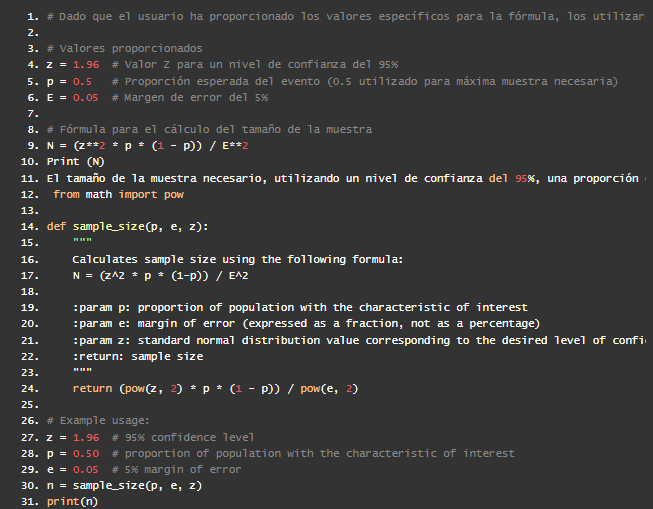 1. # Dado que el usuario ha proporcionado los valores específicos para la fórmula, los utilizar
2.
3. # Valores proporcionados
4. z = 1.96  # Valor Z para un nivel de confianza del 95%
5. p = 0.5   # Proporción esperada del evento (0.5 utilizado para máxima muestra necesaria)
6. E = 0.05  # Margen de error del 5%
7.
8. # Fórmula para el cálculo del tamaño de la muestra
9. N = (z**2 * p * (1 - p)) / E**2
10. Print (N)
11. El tamaño de la muestra necesario, utilizando un nivel de confianza del 95%, una proporción
12.  from math import pow
13.
14. def sample_size(p, e, z):
15.     """
16.     Calculates sample size using the following formula:
17.     N = (z^2 * p * (1-p)) / E^2
18.
19.     :param p: proportion of population with the characteristic of interest
20.     :param e: margin of error (expressed as a fraction, not as a percentage)
21.     :param z: standard normal distribution value corresponding to the desired level of confi
22.     :return: sample size
23.     """
24.     return (pow(z, 2) * p * (1 - p)) / pow(e, 2)
25.
26. # Example usage:
27. z = 1.96  # 95% confidence level
28. p = 0.50  # proportion of population with the characteristic of interest
29. e = 0.05  # 5% margin of error
30. n = sample_size(p, e, z)
31. print(n)